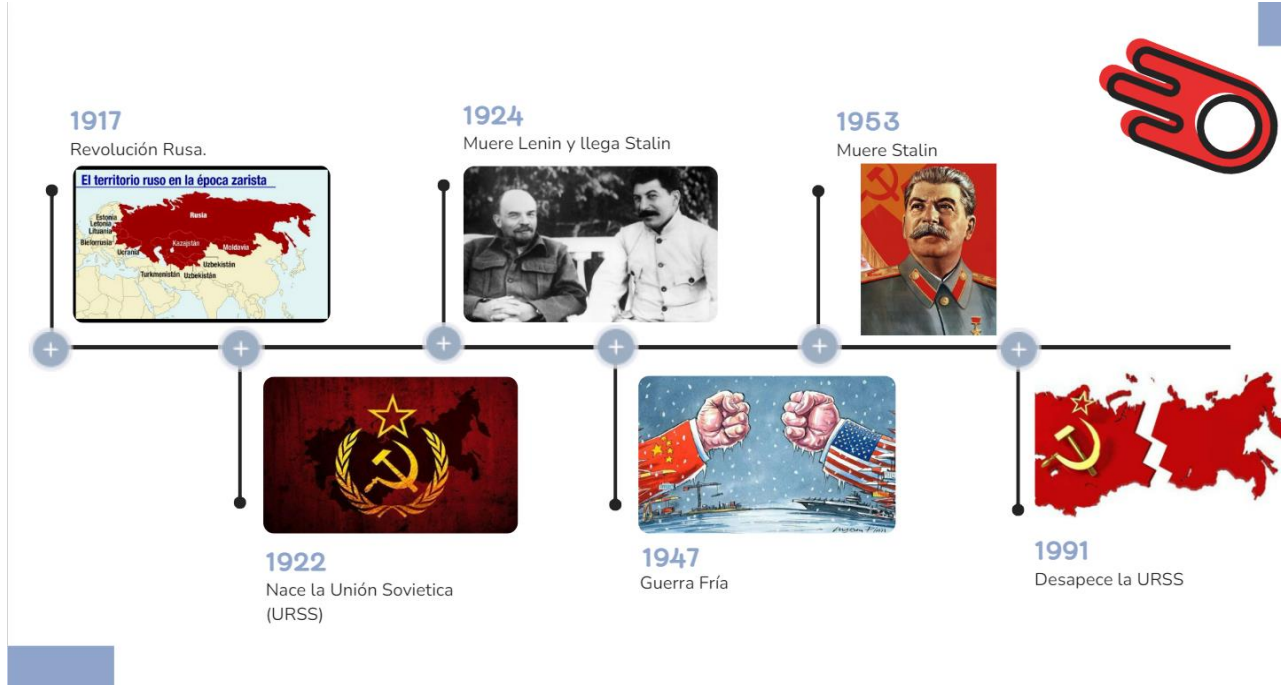 1917
Revolución Rusa.
El territorio ruso en la época zarista
Estonia
Letonia
Lituania
Bielorrusia
Ucrania
Rusia
Kazajstán
Moldavia
Uzbekistán
Turkmenistán
Uzbekistán
1922
Nace la Unión Sovietica
(URSS)
1924
Muere Lenin y llega Stalin
1947
Guerra Fría
1953
Muere Stalin
1991
Desapece la URSS